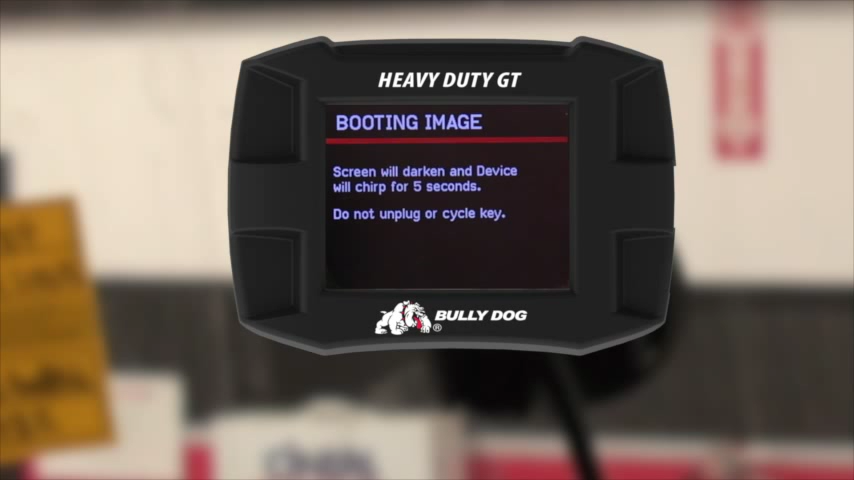 HEAVY DUTY GT
BOOTING IMAGE
Screen will darken and Device
will chirp for 5 seconds.
Do not unplug or cycle key.
BULLY DOG
®